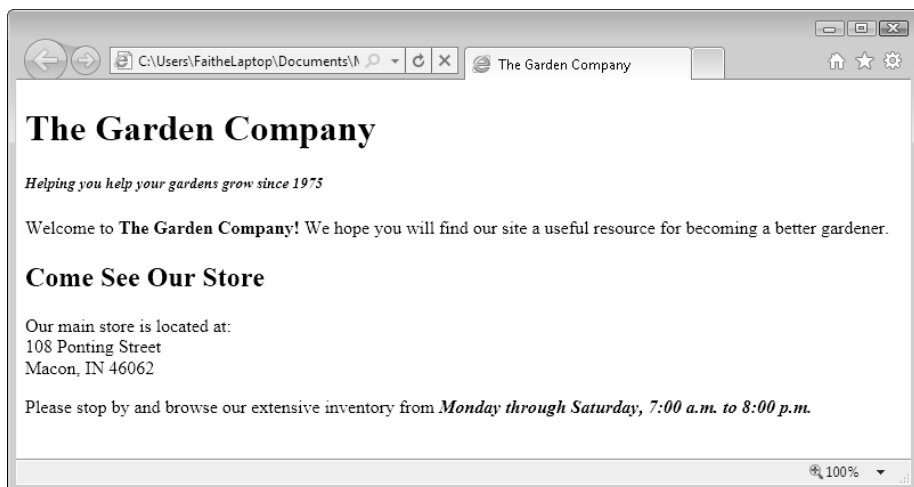 C:\Users\FaitheLaptop\Documents\
The Garden Company
The Garden Company
Helping you help your gardens grow since 1975
Welcome to The Garden Company! We hope you will find our site a useful resource for becoming a better gardener.
Come See Our Store
Our main store is located at:
108 Ponting Street
Macon, IN 46062
Please stop by and browse our extensive inventory from Monday through Saturday, 7:00 a.m. to 8:00 p.m.
100%